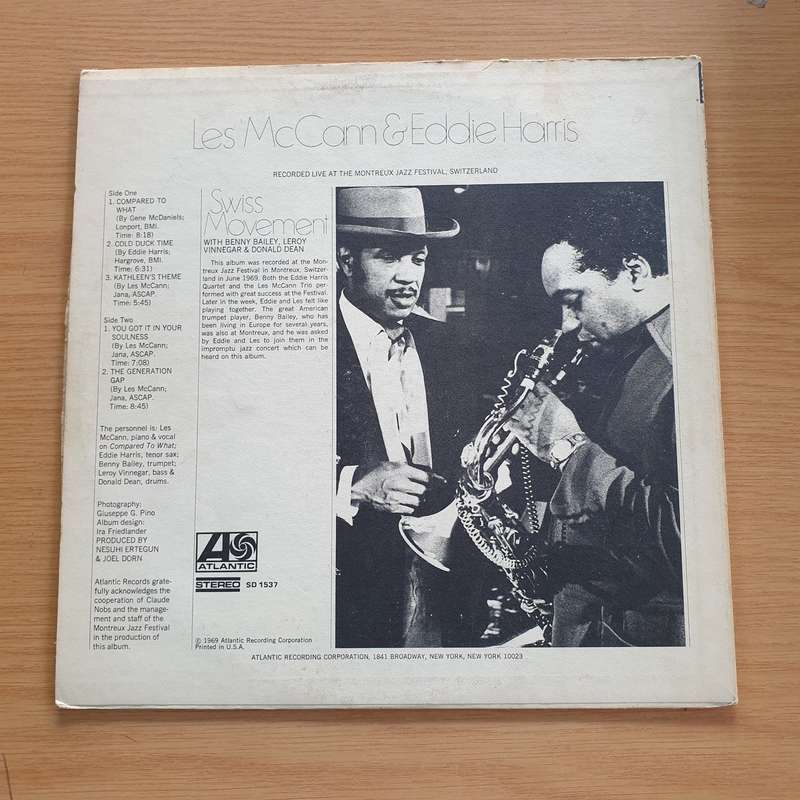 Les McCann & Eddie Harris
RECORDED LIVE AT THE MONTREUX JAZZ FESTIVAL, SWITZERLAND
Side One
1. COMPARED TO
WHAT
(By Gene McDaniels;
Lonport, BMI.
Time: 8:18)
2. COLD DUCK TIME
(By Eddie Harris;
Hargrove, BMI.
Time: 6:31)
3. KATHLEEN'S THEME
(By Les McCann;
Jana, ASCAP.
Time: 5:45)
Side Two
1. YOU GOT IT IN YOUR
SOULNESS
(By Les McCann;
Jana, ASCAP.
Time: 7:08)
2. THE GENERATION
GAP
(By Les McCann;
Jana, ASCAP.
Time: 8:45)
The personnel is: Les
McCann, piano & vocal
on Compared To What;
Eddie Harris, tenor sax;
Benny Bailey, trumpet;
Leroy Vinnegar, bass &
Donald Dean, drums.
Photography:
Giuseppe G. Pino
Album design:
Ira Friedlander
PRODUCED BY
NESUHI ERTEGUN
& JOEL DORN
Atlantic Records grate-
fully acknowledges the
cooperation of Claude
Nobs and the manage-
ment and staff of the
Montreux Jazz Festival
in the production of
this album.
Swiss
Movement
WITH BENNY BAILEY, LEROY
VINNEGAR & DONALD DEAN
This album was recorded at the Mon-
treux Jazz Festival in Montreux, Switzer-
land in June 1969. Both the Eddie Harris
Quartet and the Les McCann Trio per-
formed with great success at the Festival.
Later in the week, Eddie and Les felt like
playing together. The great American
trumpet player, Benny Bailey, who has
been living in Europe for several years,
was also at Montreux, and he was asked
by Eddie and Les to join them in the
impromptu jazz concert which can be
heard on this album.
ATLANTIC
STEREO SD 1537
© 1969 Atlantic Recording Corporation
Printed in U.S.A.
ATLANTIC RECORDING CORPORATION, 1841 BROADWAY, NEW YORK, NEW YORK 10023